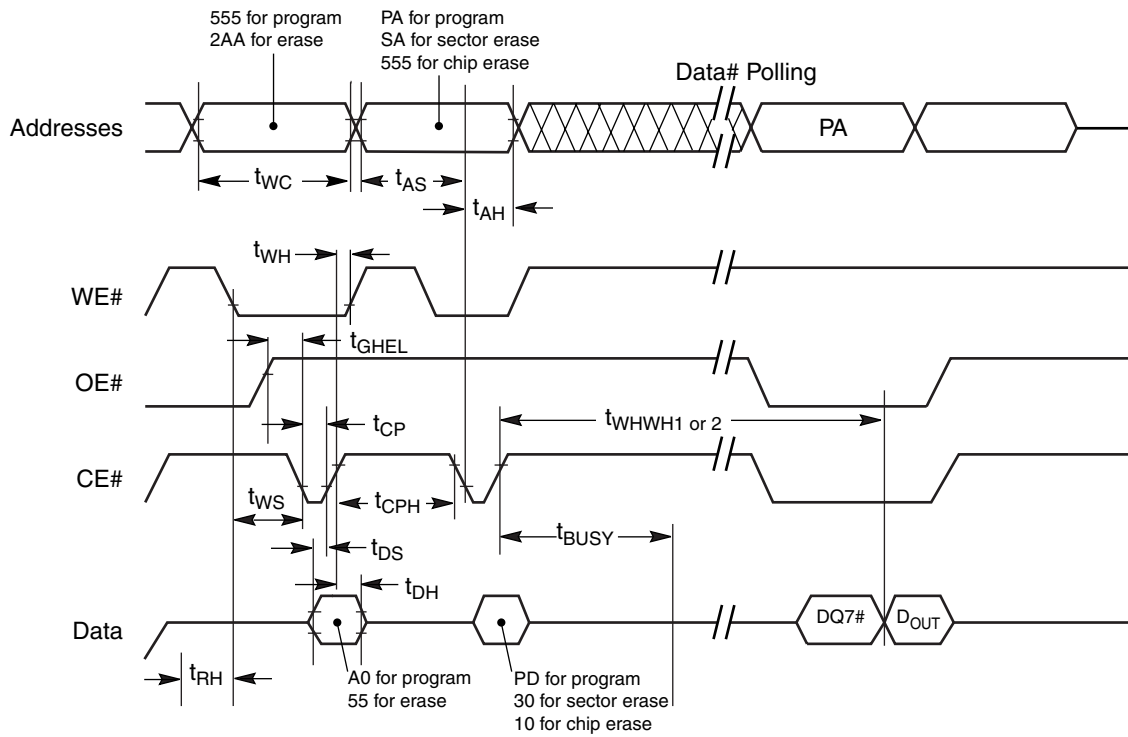 555 for program
2AA for erase
PA for program
SA for sector erase
555 for chip erase
Data# Polling
Addresses
PA
tWC
tAS
tAH
tWH
WE#
tGHEL
OE#
tWHWH1 or 2
tCP
CE#
tWS
tCPH
tBUSY
tDS
tDH
Data
DQ7#
DOUT
tRH
A0 for program
55 for erase
PD for program
30 for sector erase
10 for chip erase